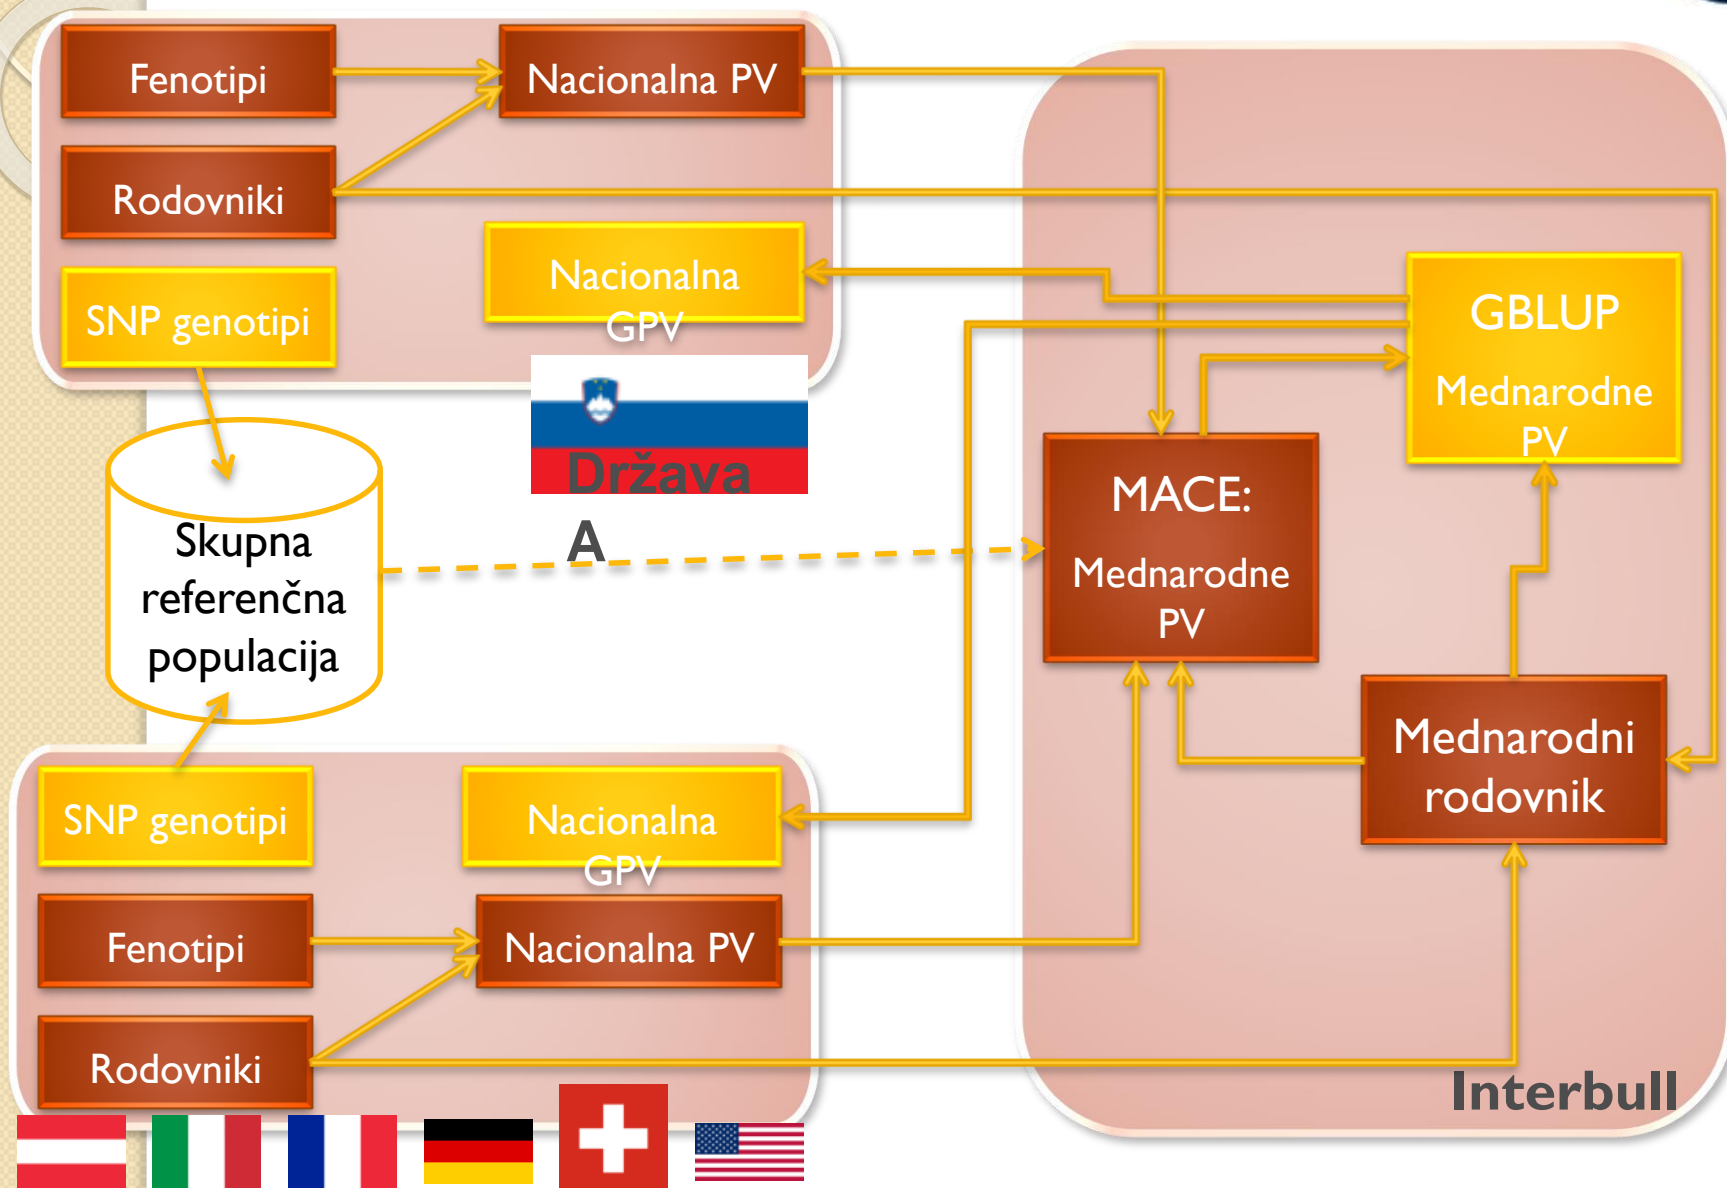 Fenotipi
Nacionalna PV
Rodovniki
Nacionalna
GPV
SNP genotipi
Država
A
Skupna
referenčna
populacija
GBLUP
Mednarodne
PV
MACE:
Mednarodne
PV
Mednarodni
rodovnik
SNP genotipi
Nacionalna
GPV
Fenotipi
Nacionalna PV
Rodovniki
Interbull